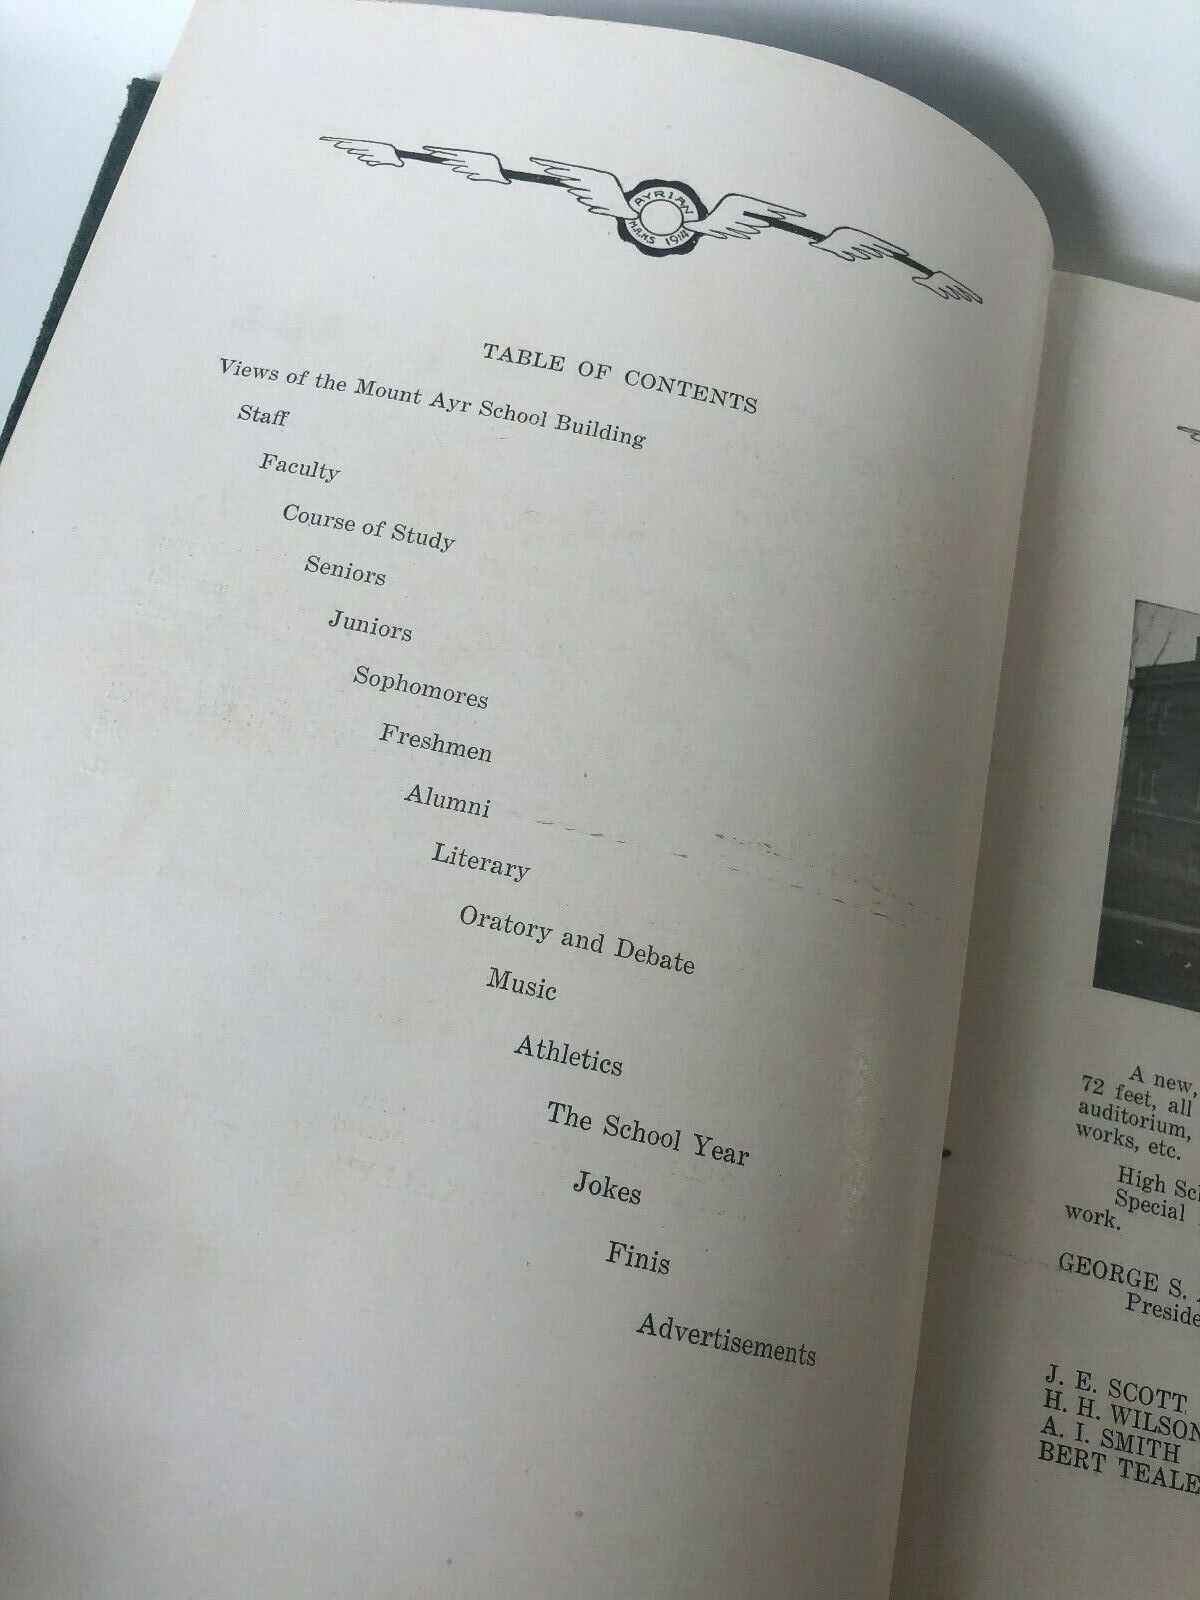 AYRIAN
M.A.H.S 1914
TABLE OF CONTENTS
Views of the Mount Ayr School Building
Staff
Faculty
Course of Study
Seniors
Juniors
Sophomores
Freshmen
Alumni
Literary
Oratory and Debate
Music
Athletics
The School Year
Jokes
Finis
Advertisements
A new,
72 feet, all
auditorium,
works, etc.
High
Special
work.
GEORGE S.
J. E. SCOTT
H. H. WILSON
A. I. SMITH
BERT TEALE